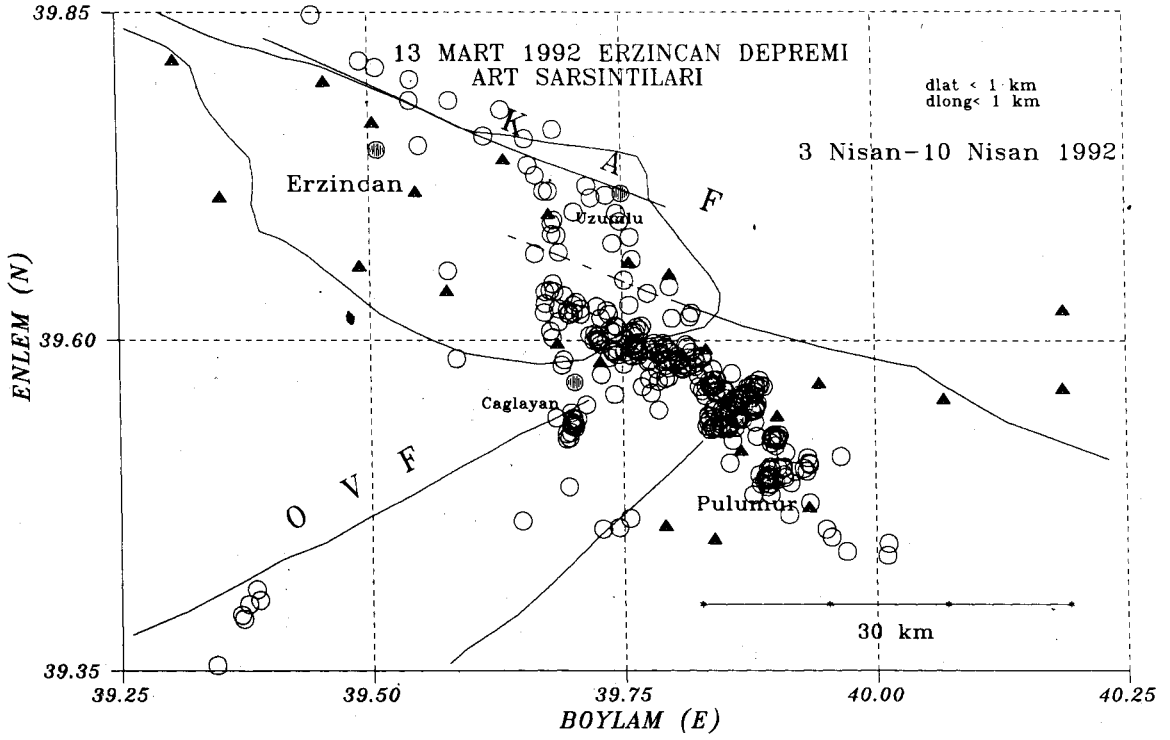 39.85
13 MART 1992 ERZINCAN DEPREMI
ART SARSINTILARI
dlat < 1 km
dlong< 1 km
3 Nisan-10 Nisan 1992
K
A
F
Erzincan
Uzumlu
ENLEM (N)
39.60
Caglayan
O V F
Pulumur
30 km
39.35
39.25
39.50
39.75
40.00
40.25
BOYLAM (E)